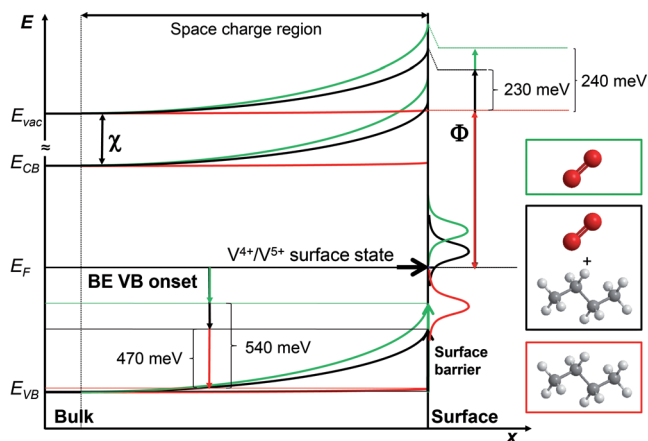 E
Space charge region
240 meV
230 meV
E_vac
χ
Φ
≈
E_CB
V⁴⁺/V⁵⁺ surface state
+
E_F
BE VB onset
470 meV
540 meV
Surface
barrier
E_VB
Bulk
Surface
x